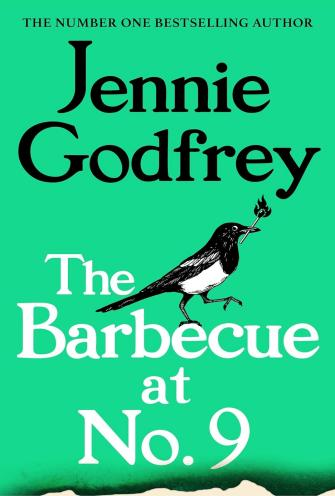 THE NUMBER ONE BESTSELLING AUTHOR
Jennie
Godfrey
The
Barbecue
at
No. 9